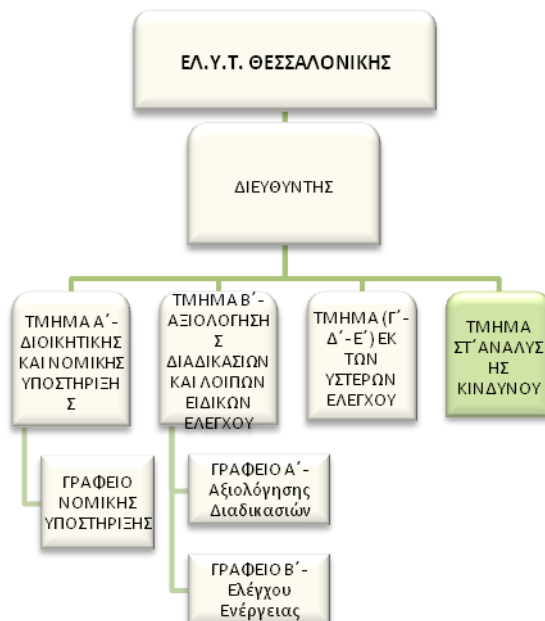 ΕΛ.Υ.Τ. ΘΕΣΣΑΛΟΝΙΚΗΣ
ΔΙΕΥΘΥΝΤΗΣ
ΤΜΗΜΑ Α΄-
ΔΙΟΙΚΗΤΙΚΗΣ
ΚΑΙ ΝΟΜΙΚΗΣ
ΥΠΟΣΤΗΡΙΞΗ
Σ
ΤΜΗΜΑ Β΄-
ΑΞΙΟΛΟΓΗΣΗ
Σ
ΔΙΑΔΙΚΑΣΙΩΝ
ΚΑΙ ΛΟΙΠΩΝ
ΕΙΔΙΚΩΝ
ΕΛΕΓΧΟΥ
ΤΜΗΜΑ (Γ΄-
Δ΄-Ε΄) ΕΚ
ΤΩΝ
ΥΣΤΕΡΩΝ
ΕΛΕΓΧΟΥ
ΤΜΗΜΑ
ΣΤ΄ΑΝΑΛΥΣ
ΗΣ
ΚΙΝΔΥΝΟΥ
ΓΡΑΦΕΙΟ
ΝΟΜΙΚΗΣ
ΥΠΟΣΤΗΡΙΞΗΣ
ΓΡΑΦΕΙΟ Α΄-
Αξιολόγησης
Διαδικασιών
ΓΡΑΦΕΙΟ Β΄-
Ελέγχου
Ενέργειας